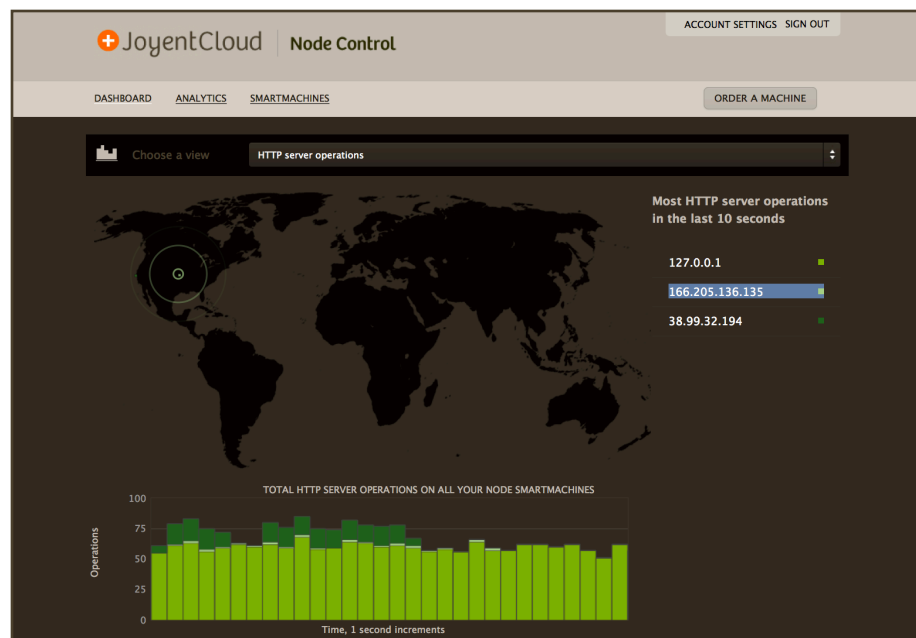 ACCOUNT SETTINGS SIGN OUT
JoyentCloud Node Control
DASHBOARD ANALYTICS SMARTMACHINES
ORDER A MACHINE
Choose a view
HTTP server operations
Most HTTP server operations
in the last 10 seconds
127.0.0.1
166.205.136.135
38.99.32.194
TOTAL HTTP SERVER OPERATIONS ON ALL YOUR NODE SMARTMACHINES
100
75
50
25
0
Operations
Time, 1 second increments